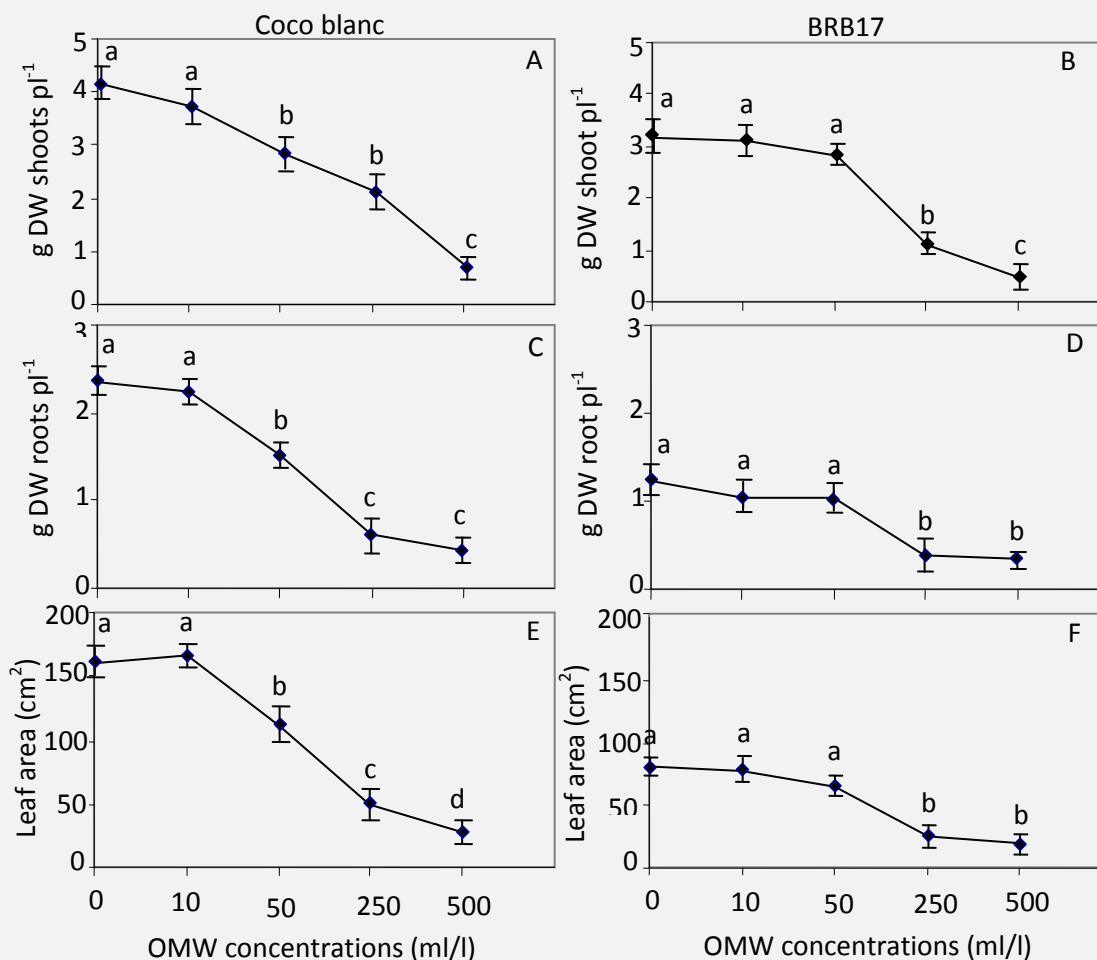 Coco blanc
BRB17
A
g DW shoots pl⁻¹
5
4
3
2
1
0
a
a
b
b
c
B
g DW shoot pl⁻¹
5
4
3
2
1
0
a
a
a
b
c
C
g DW roots pl⁻¹
3
2
1
0
a
a
b
c
c
D
g DW root pl⁻¹
3
2
1
0
a
a
a
b
b
E
Leaf area (cm²)
200
150
100
50
0
a
a
b
c
d
0 10 50 250 500
OMW concentrations (ml/l)
F
Leaf area (cm²)
200
150
100
50
0
a
a
a
b
b
0 10 50 250 500
OMW concentrations (ml/l)